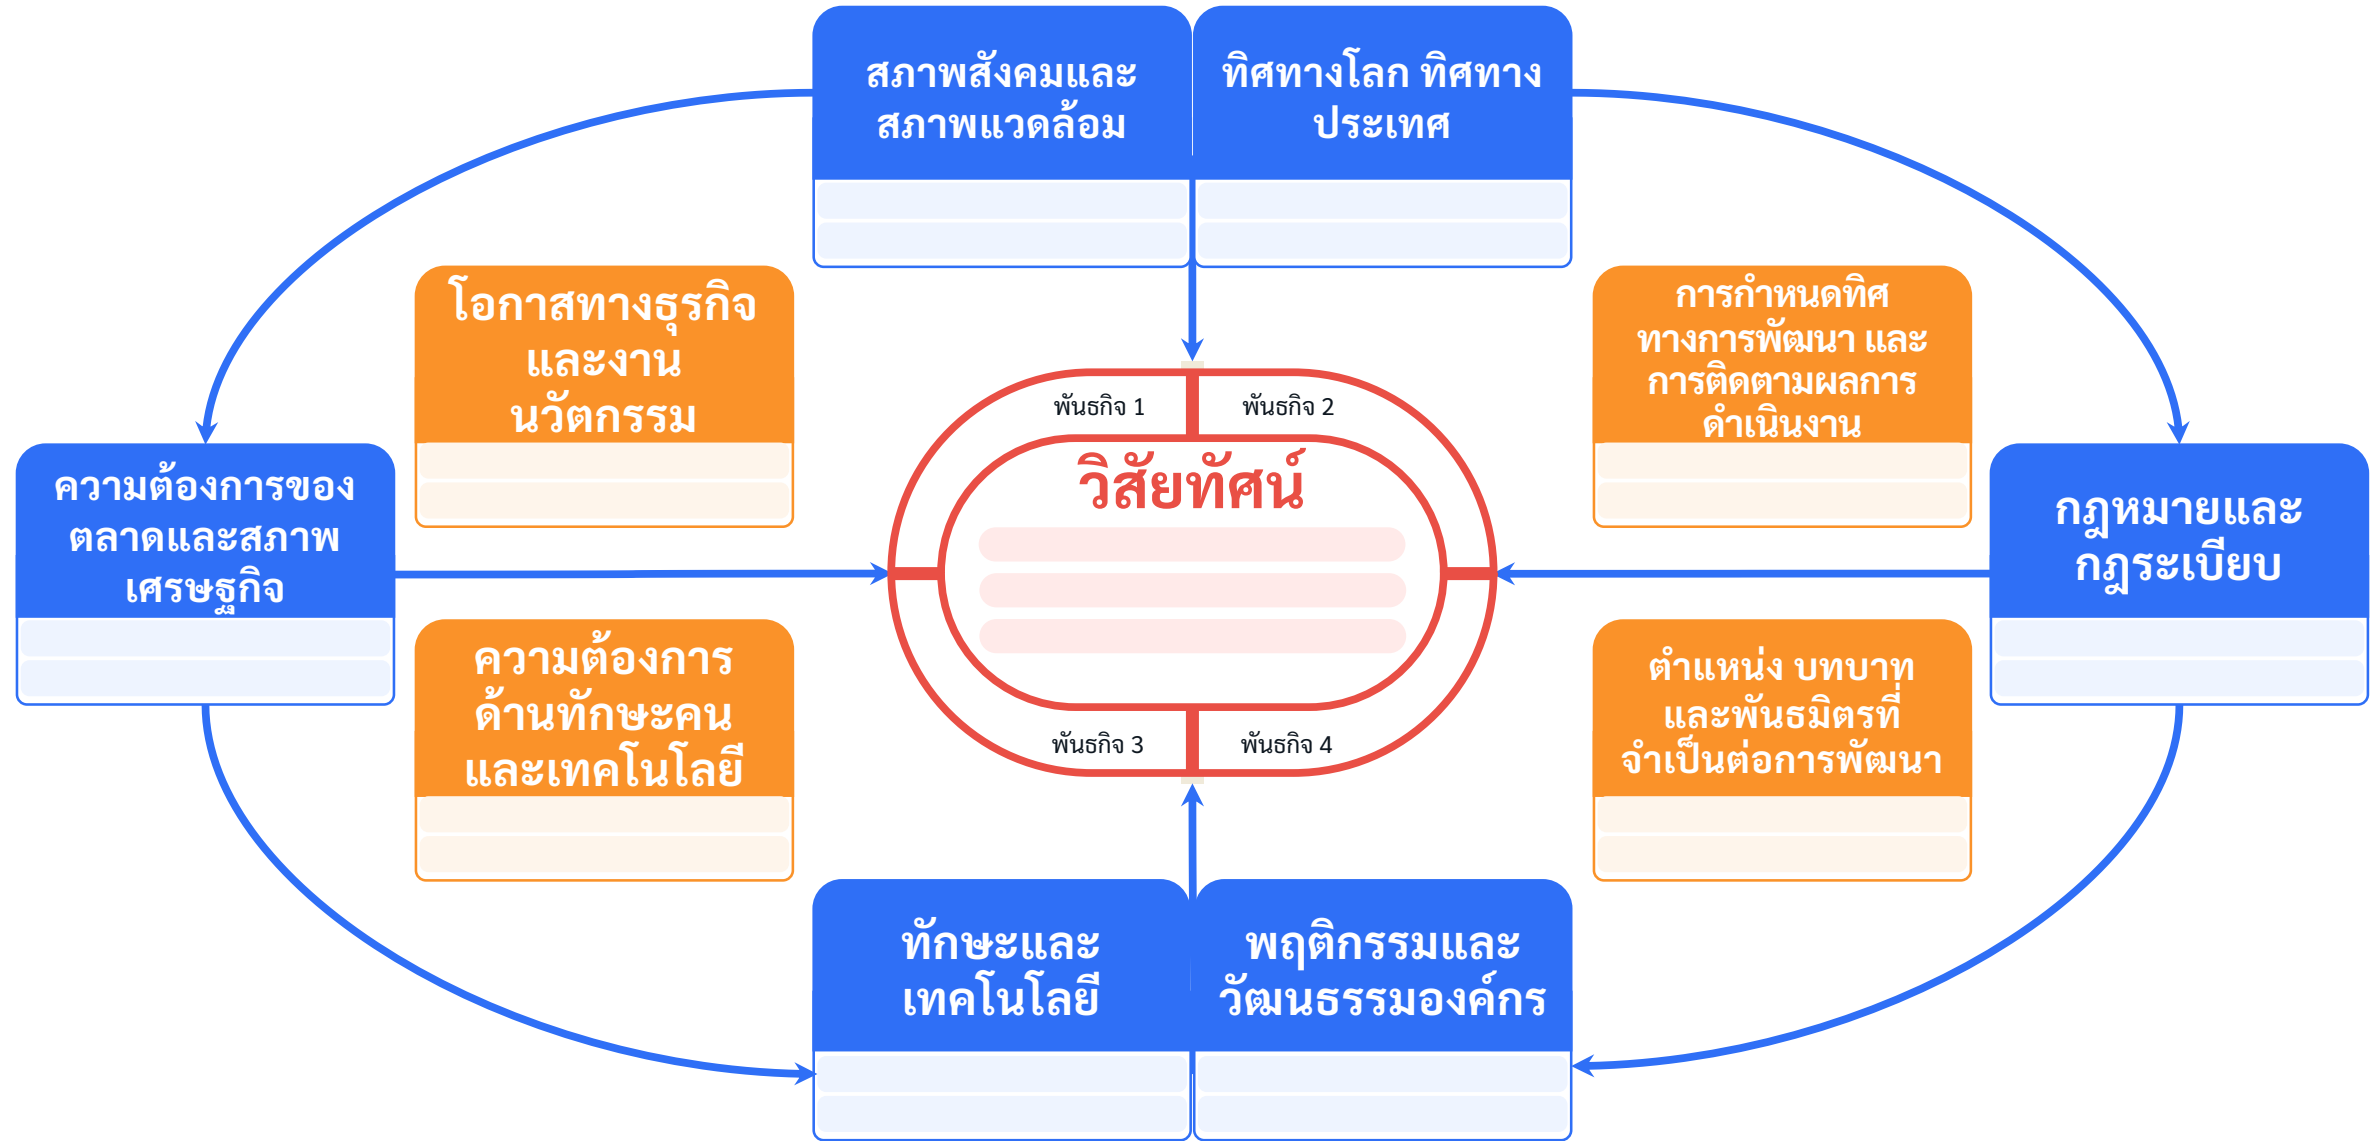 สภาพสังคมและ
สภาพแวดล้อม
ทิศทางโลก ทิศทาง
ประเทศ
โอกาสทางธุรกิจ
และงาน
นวัตกรรม
การกำหนดทิศ
ทางการพัฒนา และ
การติดตามผลการ
ดำเนินงาน
พันธกิจ 1
พันธกิจ 2
วิสัยทัศน์
ความต้องการของ
ตลาดและสภาพ
เศรษฐกิจ
กฎหมายและ
กฎระเบียบ
ความต้องการ
ด้านทักษะคน
และเทคโนโลยี
ตำแหน่ง บทบาท
และพันธมิตรที่
จำเป็นต่อการพัฒนา
พันธกิจ 3
พันธกิจ 4
ทักษะและ
เทคโนโลยี
พฤติกรรมและ
วัฒนธรรมองค์กร